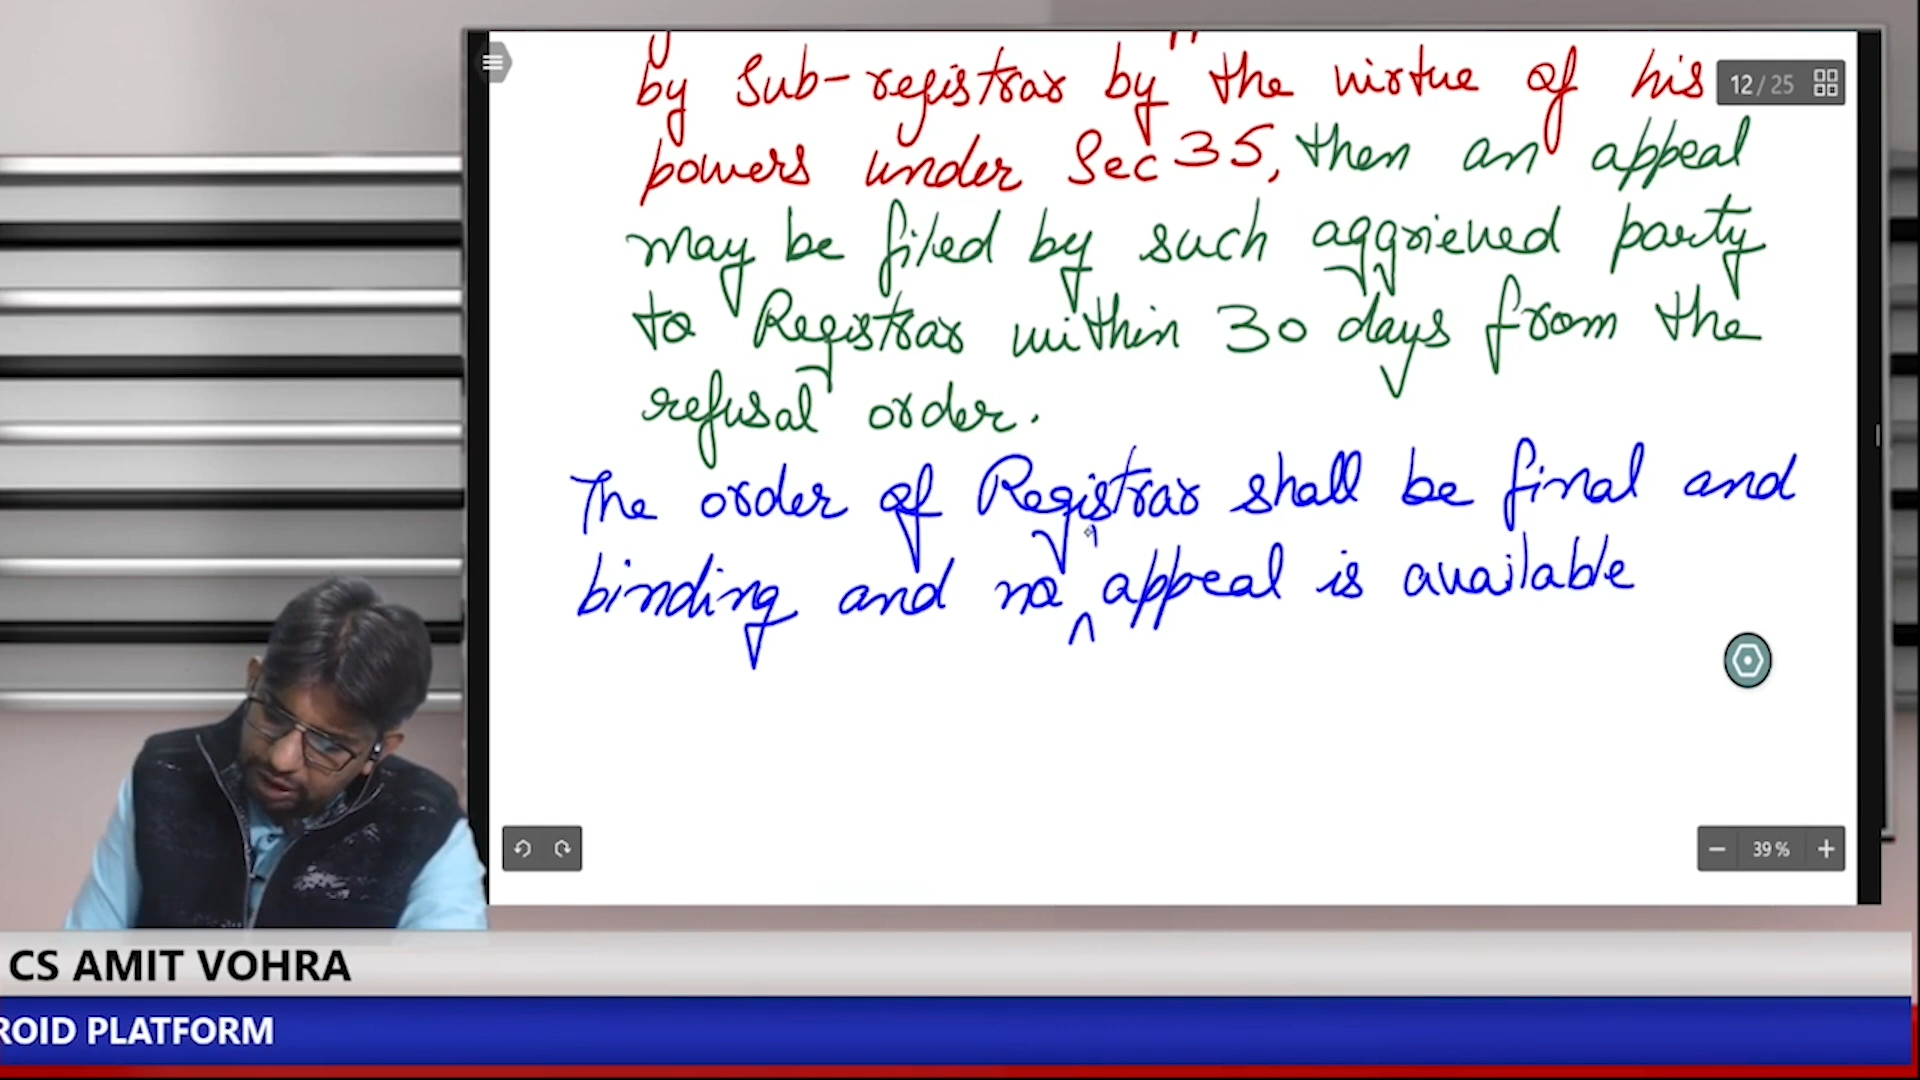 by Sub-registrar by the virtue of his
12 / 25
powers under Sec 35, then an appeal
may be filed by such aggrieved party
to Registrar within 30 days from the
refusal order.
The order of Registrar shall be final and
binding and no ^ appeal is available
39 %
CS AMIT VOHRA
ROID PLATFORM